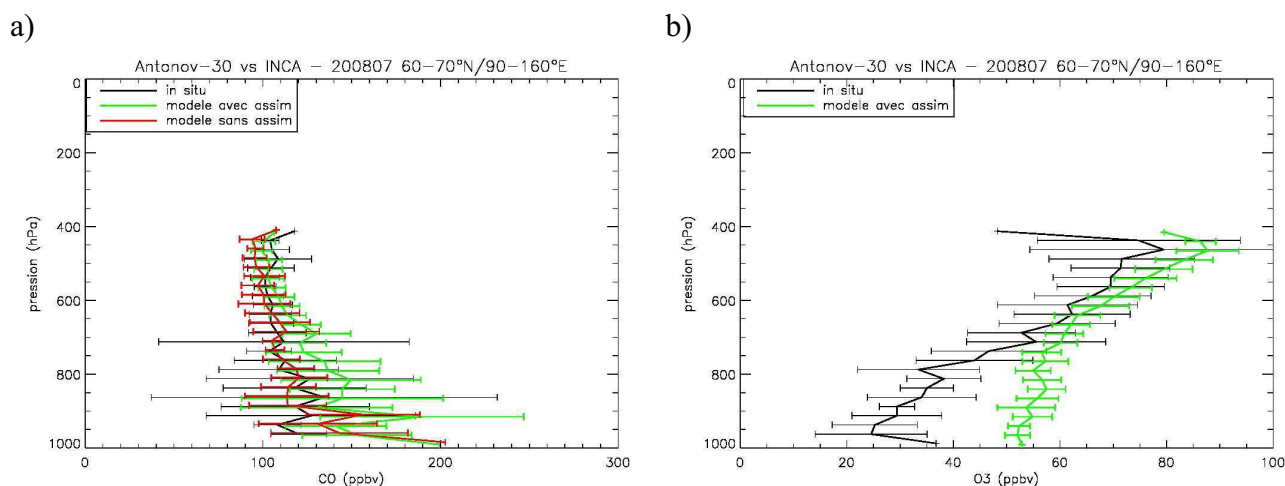 a)
b)
Antonov-30 vs INCA - 200807 60-70°N/90-160°E
in situ
modele avec assim
modele sans assim
0
200
400
600
800
1000
pression (hPa)
0
100
200
300
CO (ppbv)
Antonov-30 vs INCA - 200807 60-70°N/90-160°E
in situ
modele avec assim
0
200
400
600
800
1000
pression (hPa)
0
20
40
60
80
100
O3 (ppbv)